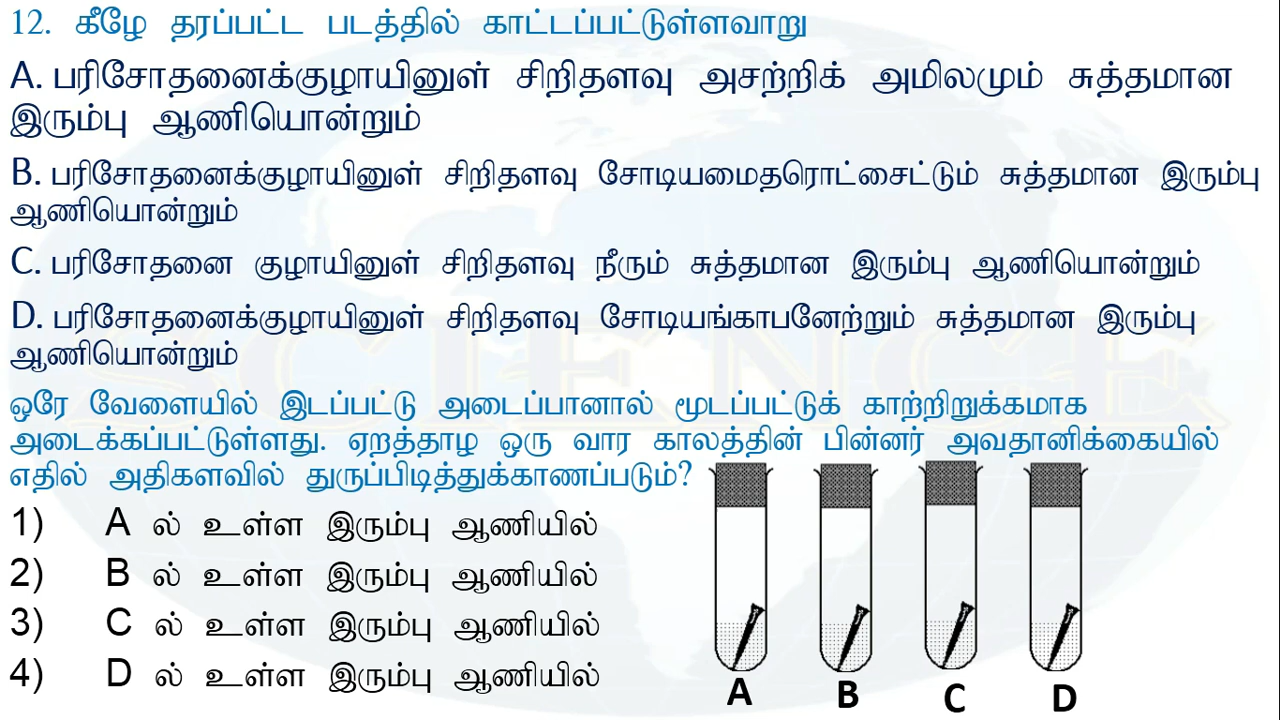 12. கீழே தரப்பட்ட படத்தில் காட்டப்பட்டுள்ளவாறு
A. பரிசோதனைக்குழாயினுள் சிறிதளவு அசற்றிக் அமிலமும் சுத்தமான
இரும்பு ஆணியொன்றும்
B. பரிசோதனைக்குழாயினுள் சிறிதளவு சோடியமைதரொட்சைட்டும் சுத்தமான இரும்பு
ஆணியொன்றும்
C. பரிசோதனை குழாயினுள் சிறிதளவு நீரும் சுத்தமான இரும்பு ஆணியொன்றும்
D. பரிசோதனைக்குழாயினுள் சிறிதளவு சோடியங்காபனேற்றும் சுத்தமான இரும்பு
ஆணியொன்றும்
ஒரே வேளையில் இடப்பட்டு அடைப்பானால் மூடப்பட்டுக் காற்றிறுக்கமாக
அடைக்கப்பட்டுள்ளது. ஏறத்தாழ ஒரு வார காலத்தின் பின்னர் அவதானிக்கையில்
எதில் அதிகளவில் துருப்பிடித்துக்காணப்படும்?
1) A ல் உள்ள இரும்பு ஆணியில்
2) B ல் உள்ள இரும்பு ஆணியில்
3) C ல் உள்ள இரும்பு ஆணியில்
4) D ல் உள்ள இரும்பு ஆணியில்
A B C D
SCIENCE